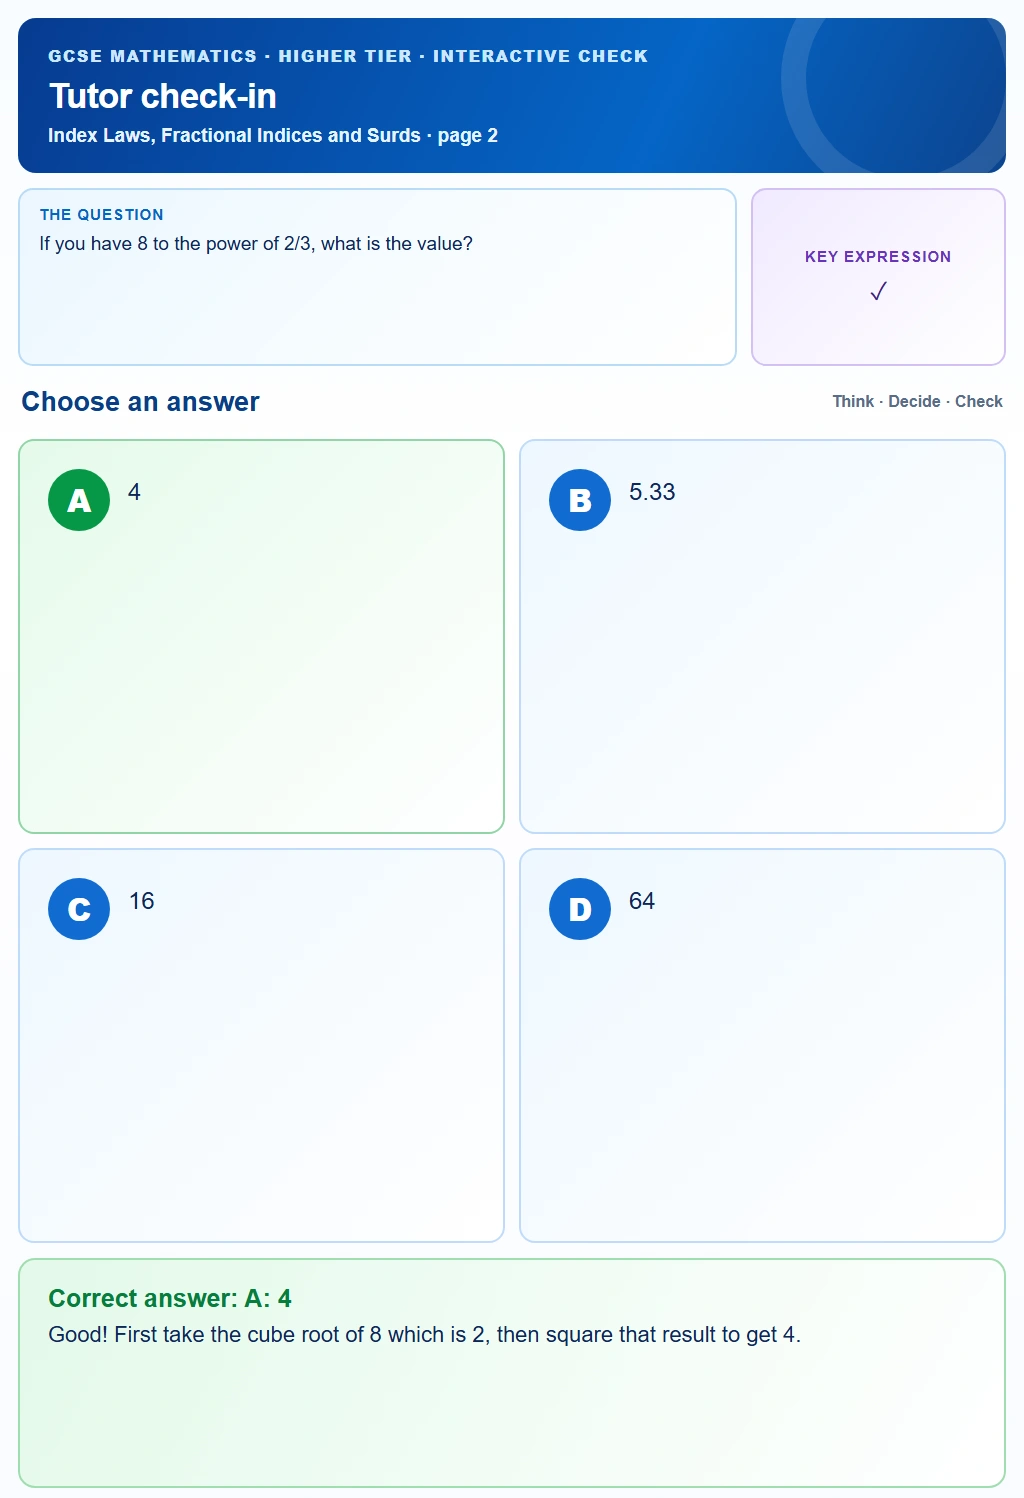 GCSE MATHEMATICS · HIGHER TIER · INTERACTIVE CHECK
Tutor check-in
Index Laws, Fractional Indices and Surds · page 2
THE QUESTION
If you have 8 to the power of 2/3, what is the value?
KEY EXPRESSION
✓
Choose an answer
Think · Decide · Check
A 4
B 5.33
C 16
D 64
Correct answer: A: 4
Good! First take the cube root of 8 which is 2, then square that result to get 4.